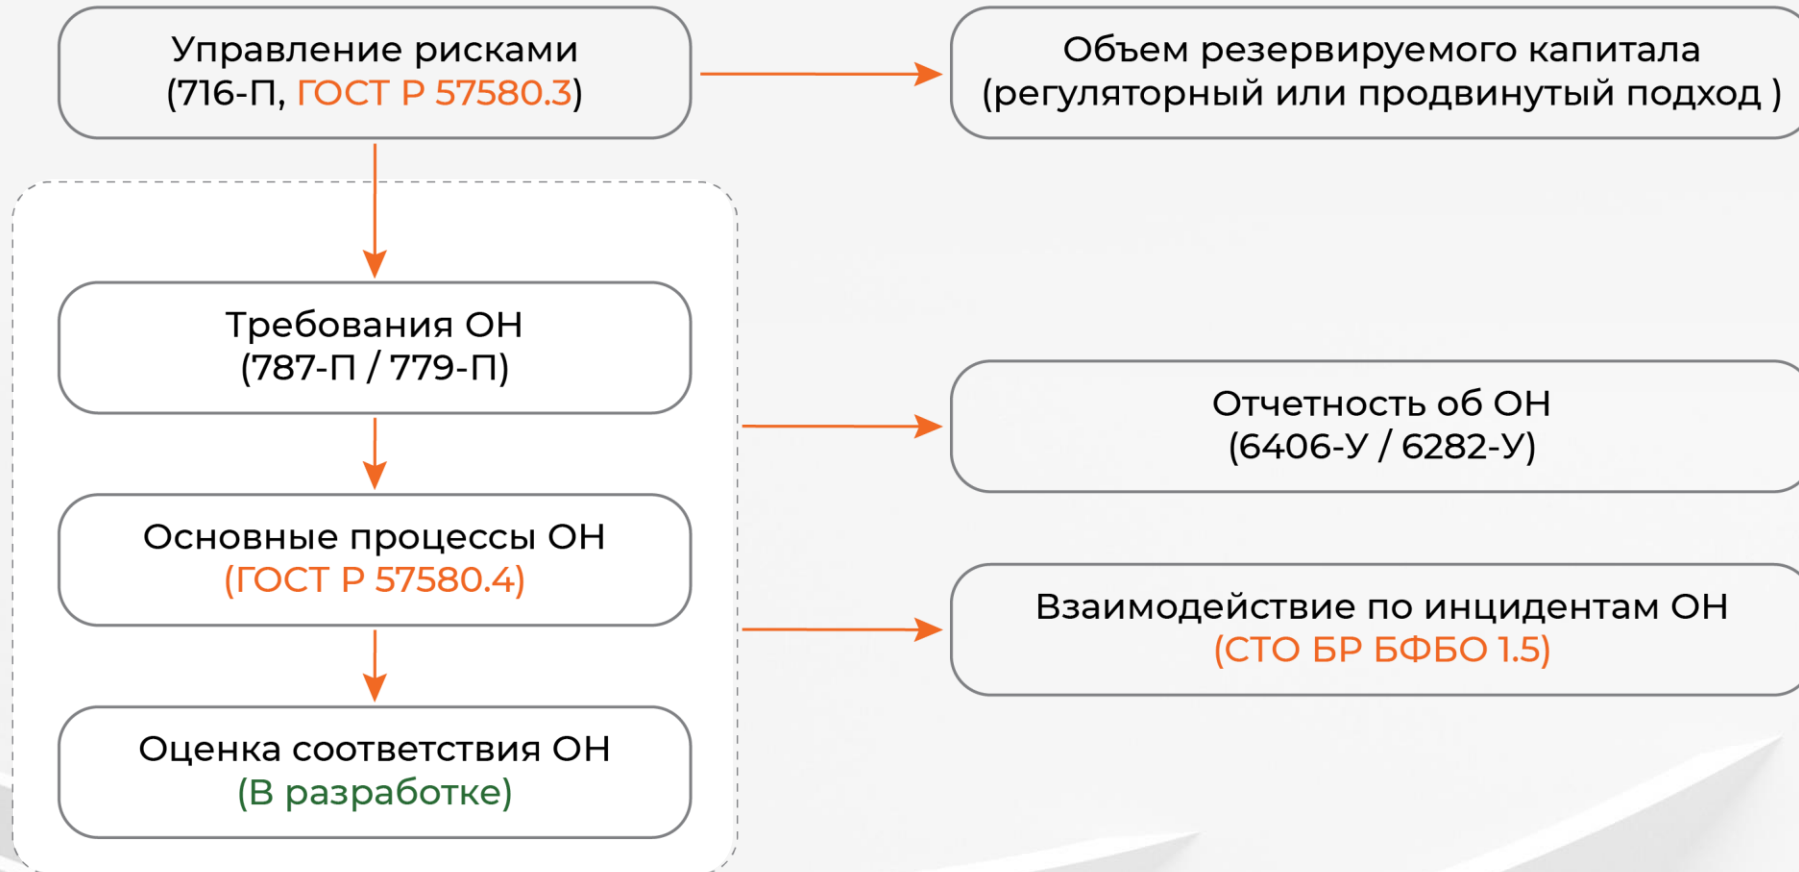 Управление рисками
(716-П, ГОСТ Р 57580.3)
Объем резервируемого капитала
(регуляторный или продвинутый подход )
Требования ОН
(787-П / 779-П)
Отчетность об ОН
(6406-У / 6282-У)
Основные процессы ОН
(ГОСТ Р 57580.4)
Взаимодействие по инцидентам ОН
(СТО БР БФБО 1.5)
Оценка соответствия ОН
(В разработке)